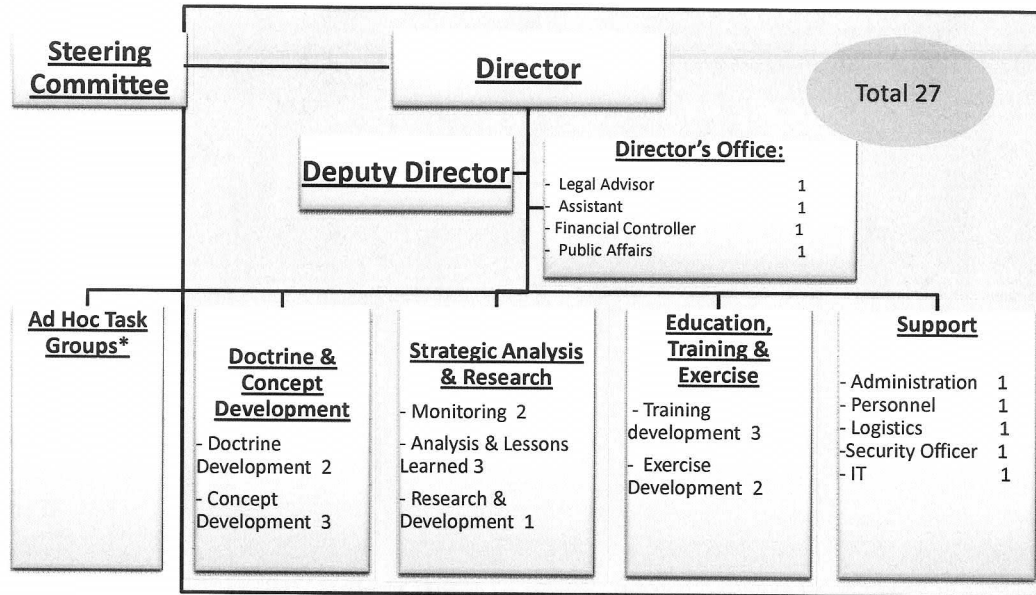 Steering
Committee
Director
Total 27
Deputy Director
Director's Office:
- Legal Advisor 1
- Assistant 1
- Financial Controller 1
- Public Affairs 1
Ad Hoc Task
Groups*
Doctrine &
Concept
Development
- Doctrine
Development 2
- Concept
Development 3
Strategic Analysis
& Research
- Monitoring 2
- Analysis & Lessons
Learned 3
- Research &
Development 1
Education,
Training &
Exercise
- Training
development 3
- Exercise
Development 2
Support
- Administration 1
- Personnel 1
- Logistics 1
-Security Officer 1
- IT 1